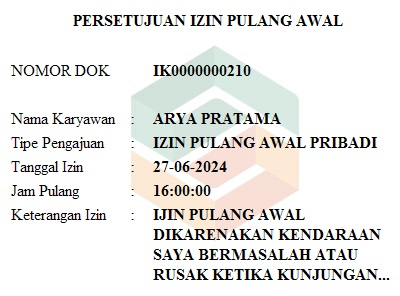 PERSETUJUAN IZIN PULANG AWAL
NOMOR DOK IK0000000210
Nama Karyawan : ARYA PRATAMA
Tipe Pengajuan : IZIN PULANG AWAL PRIBADI
Tanggal Izin : 27-06-2024
Jam Pulang : 16:00:00
Keterangan Izin : IJIN PULANG AWAL
DIKARENAKAN KENDARAAN
SAYA BERMASALAH ATAU
RUSAK KETIKA KUNJUNGAN...